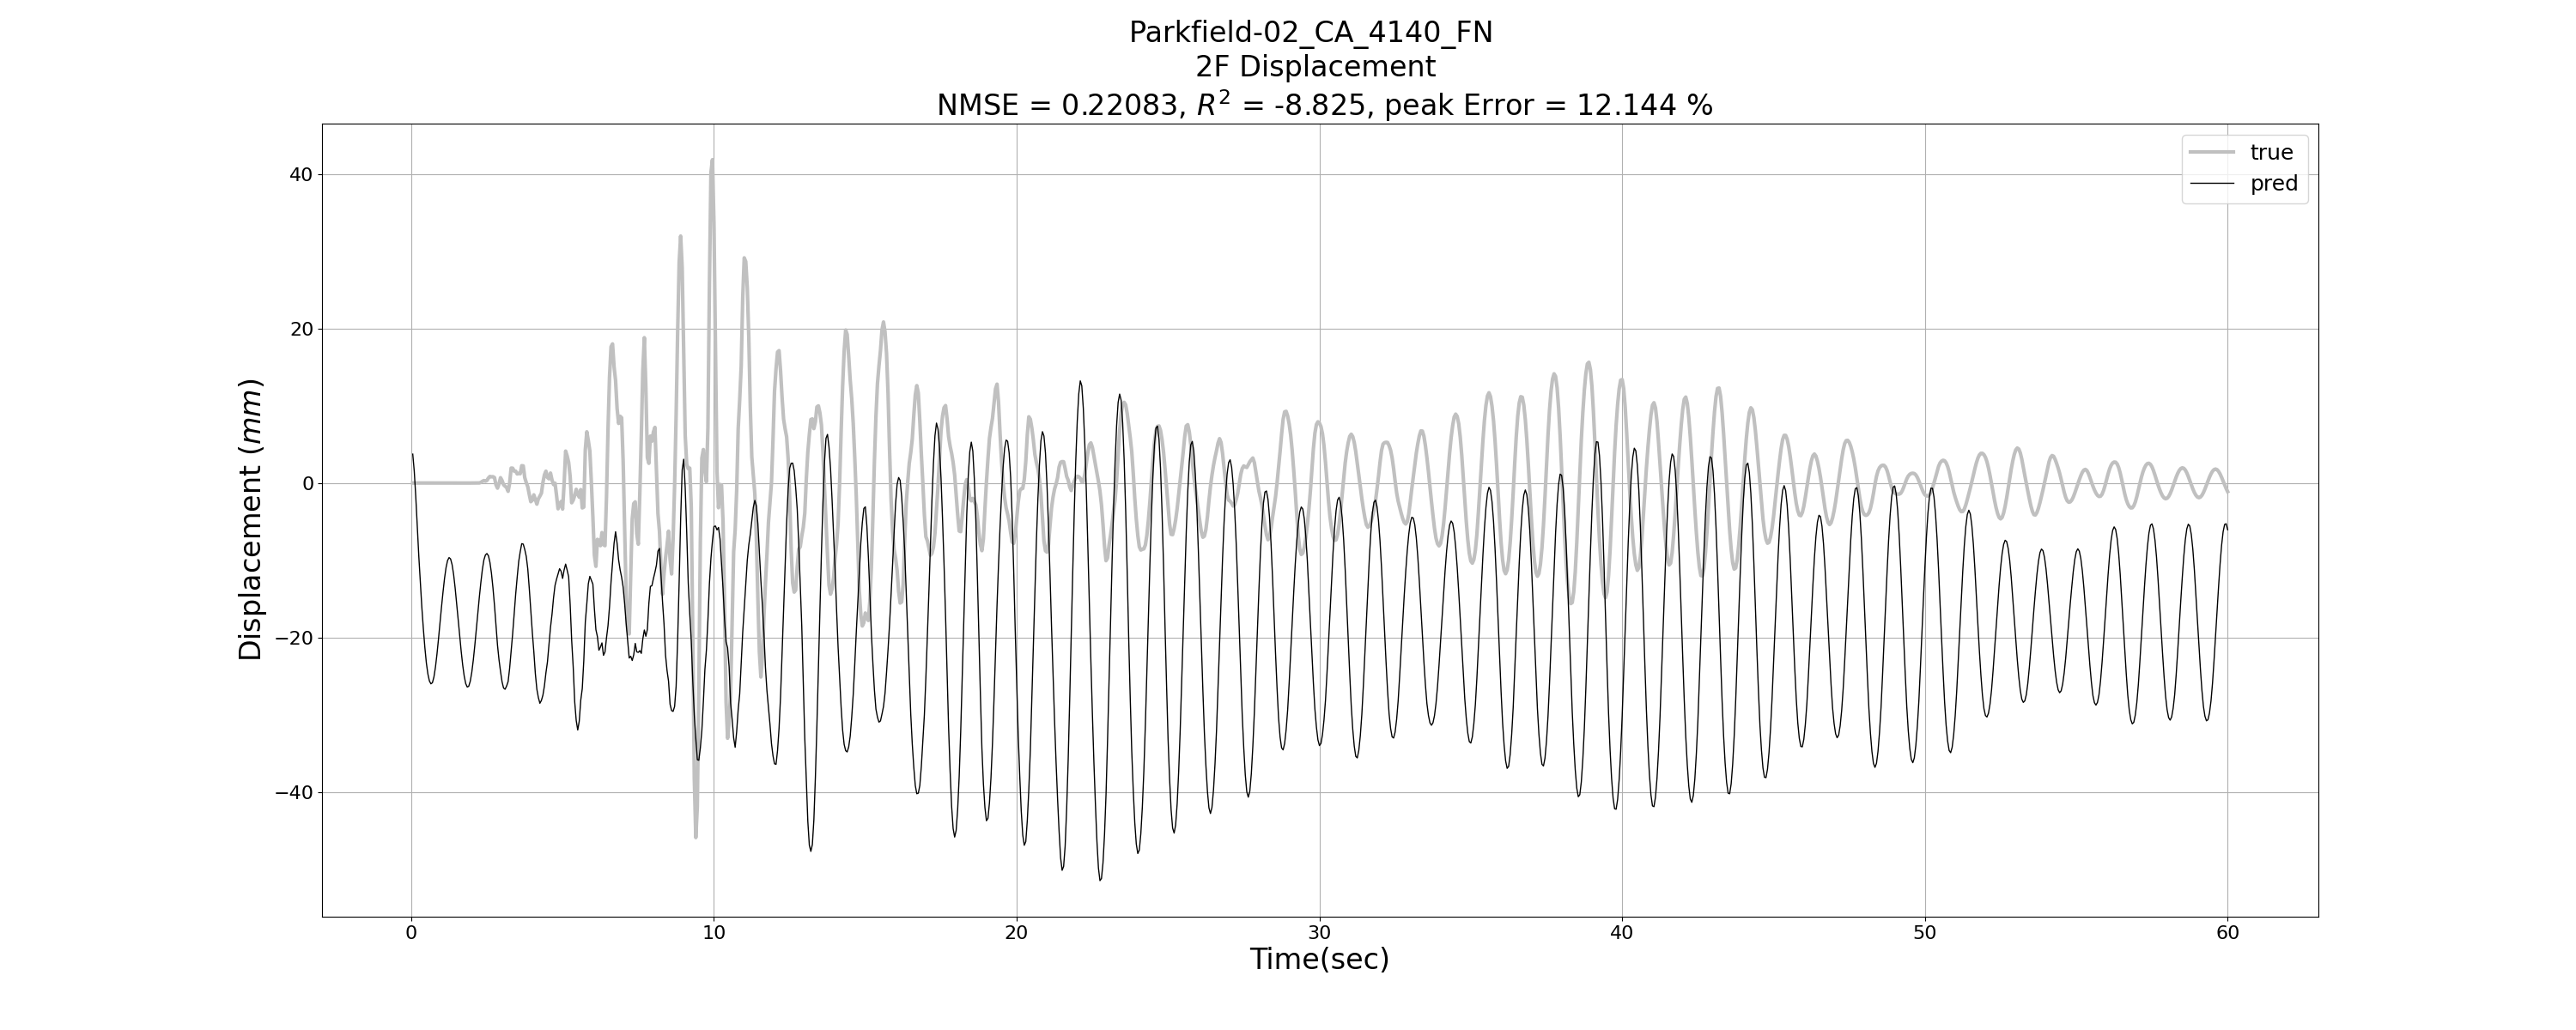 Parkfield-02_CA_4140_FN
2F Displacement
NMSE = 0.22083, R² = -8.825, peak Error = 12.144 %
true
pred
Displacement (mm)
40
20
0
−20
−40
0 10 20 30 40 50 60
Time(sec)